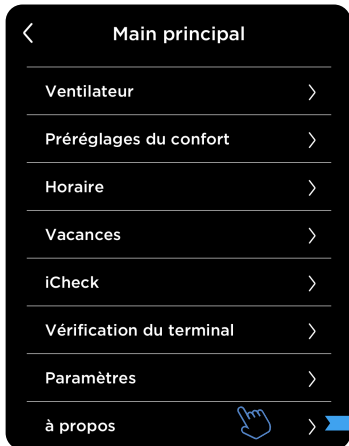 Main principal
Ventilateur
Préréglages du confort
Horaire
Vacances
iCheck
Vérification du terminal
Paramètres
à propos